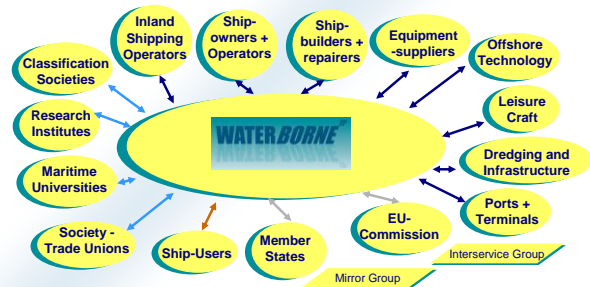 Inland
Shipping
Operators
Ship-
owners +
Operators
Ship-
builders +
repairers
Equipment
-suppliers
Offshore
Technology
Classification
Societies
Leisure
Craft
Research
Institutes
WATERBORNE TP
Dredging and
Infrastructure
Maritime
Universities
Ports +
Terminals
Society -
Trade Unions
Ship-Users
Member
States
EU-
Commission
Interservice Group
Mirror Group